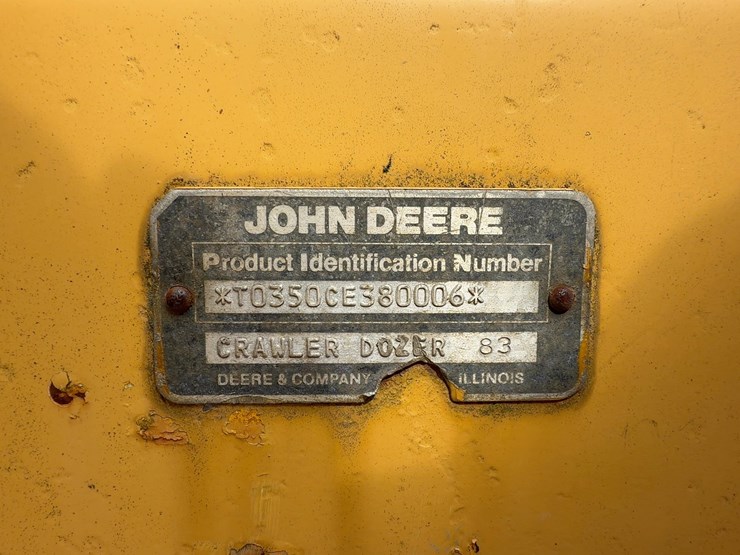 JOHN DEERE
Product Identification Number
*T0350CE380006*
CRAWLER DOZER 83
DEERE & COMPANY ILLINOIS